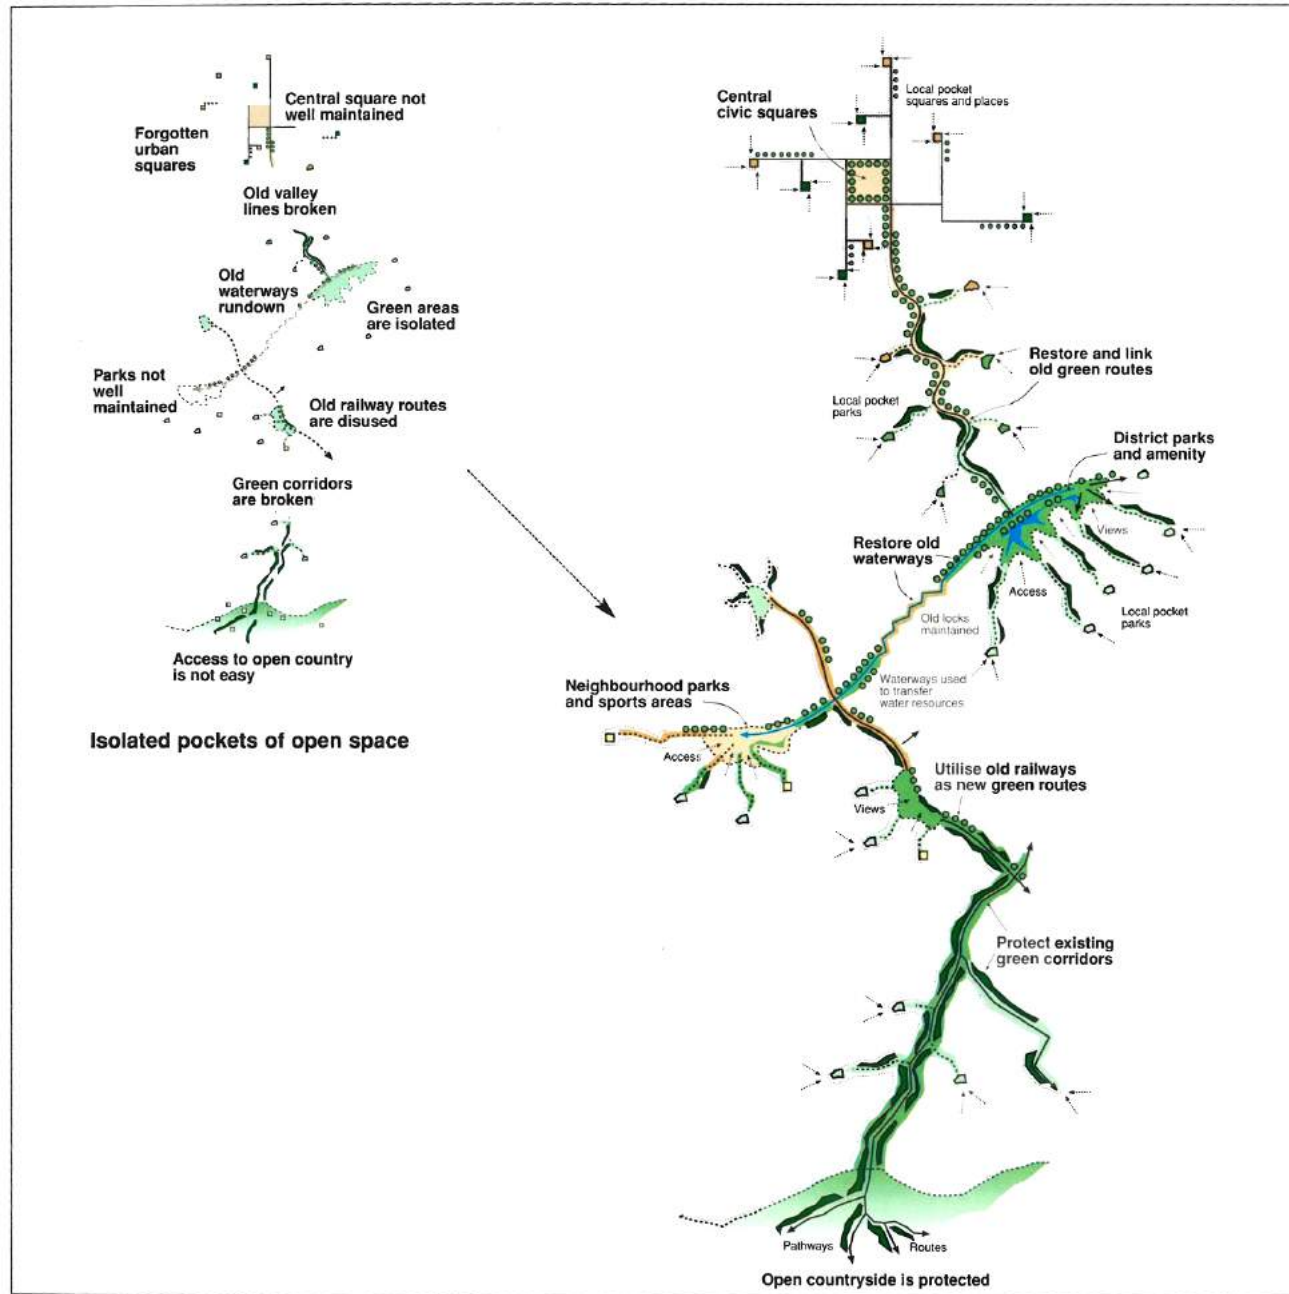 Central square not
well maintained
Forgotten
urban
squares
Old valley
lines broken
Old
waterways
rundown
Green areas
are isolated
Parks not
well
maintained
Old railway routes
are disused
Green corridors
are broken
Access to open country
is not easy
Isolated pockets of open space
Central
civic squares
Local pocket
squares and places
Restore and link
old green routes
Local pocket
parks
District parks
and amenity
Views
Restore old
waterways
Access
Local pocket
parks
Old locks
maintained
Waterways used
to transfer
water resources
Neighbourhood parks
and sports areas
Access
Utilise old railways
as new green routes
Views
Protect existing
green corridors
Pathways
Routes
Open countryside is protected